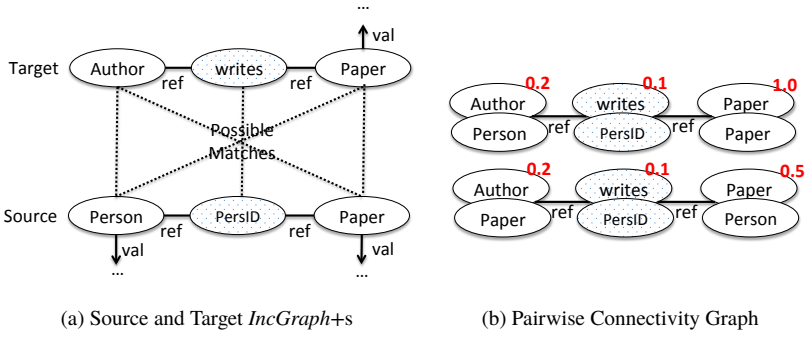 ...
val
Target
Author
ref
writes
ref
Paper
Possible
Matches
Source
Person
ref
PersID
ref
Paper
val
...
val
...
(a) Source and Target IncGraph+s
0.2
0.1
1.0
Author
writes
Paper
Person
ref
PersID
ref
Paper
0.2
0.1
0.5
Author
writes
Paper
Paper
ref
PersID
ref
Person
(b) Pairwise Connectivity Graph